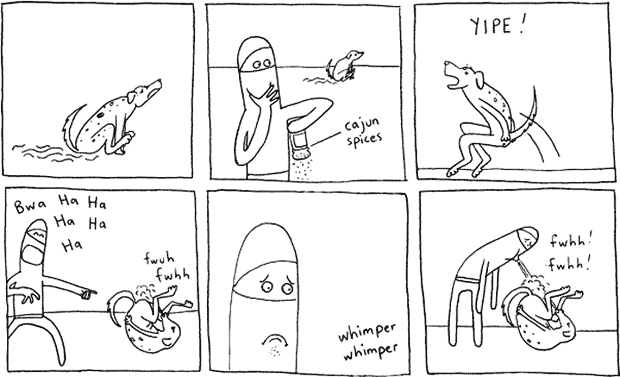 cajun
spices
YIPE!
Bwa Ha Ha
Ha Ha
Ha
fwuh
fwhh
whimper
whimper
fwhh!
fwhh!